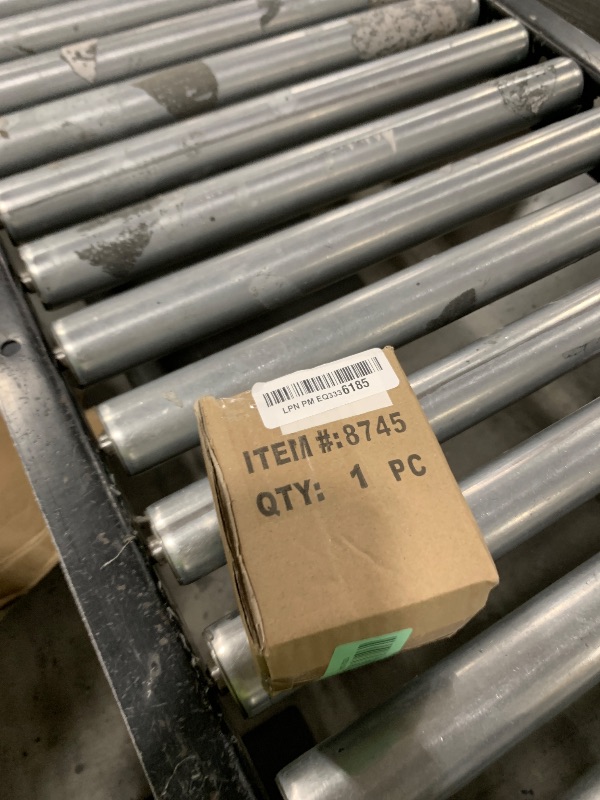 LPN PM EQ3336185
ITEM #:8745
QTY: 1 PC